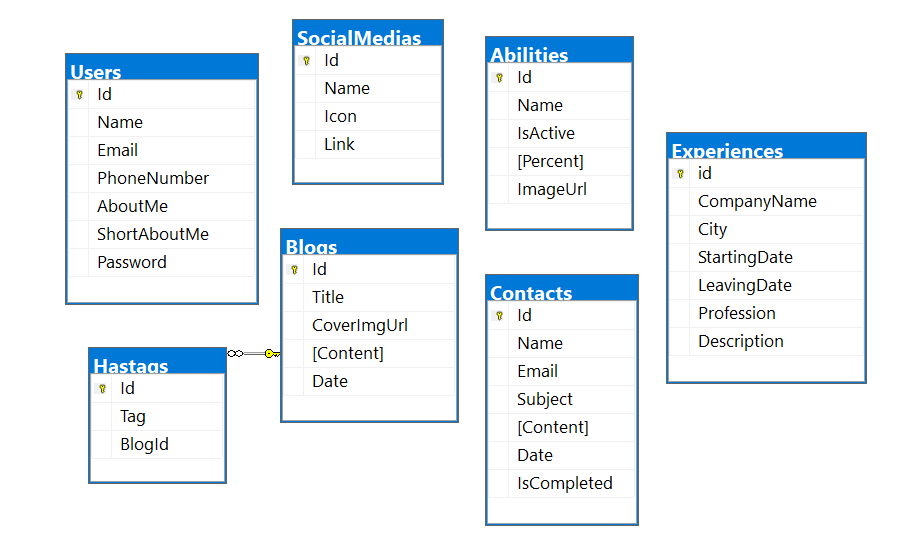 Users
Id
Name
Email
PhoneNumber
AboutMe
ShortAboutMe
Password
SocialMedias
Id
Name
Icon
Link
Abilities
Id
Name
IsActive
[Percent]
ImageUrl
Experiences
id
CompanyName
City
StartingDate
LeavingDate
Profession
Description
Blogs
Id
Title
CoverImgUrl
[Content]
Date
Contacts
Id
Name
Email
Subject
[Content]
Date
IsCompleted
Hastags
Id
Tag
BlogId